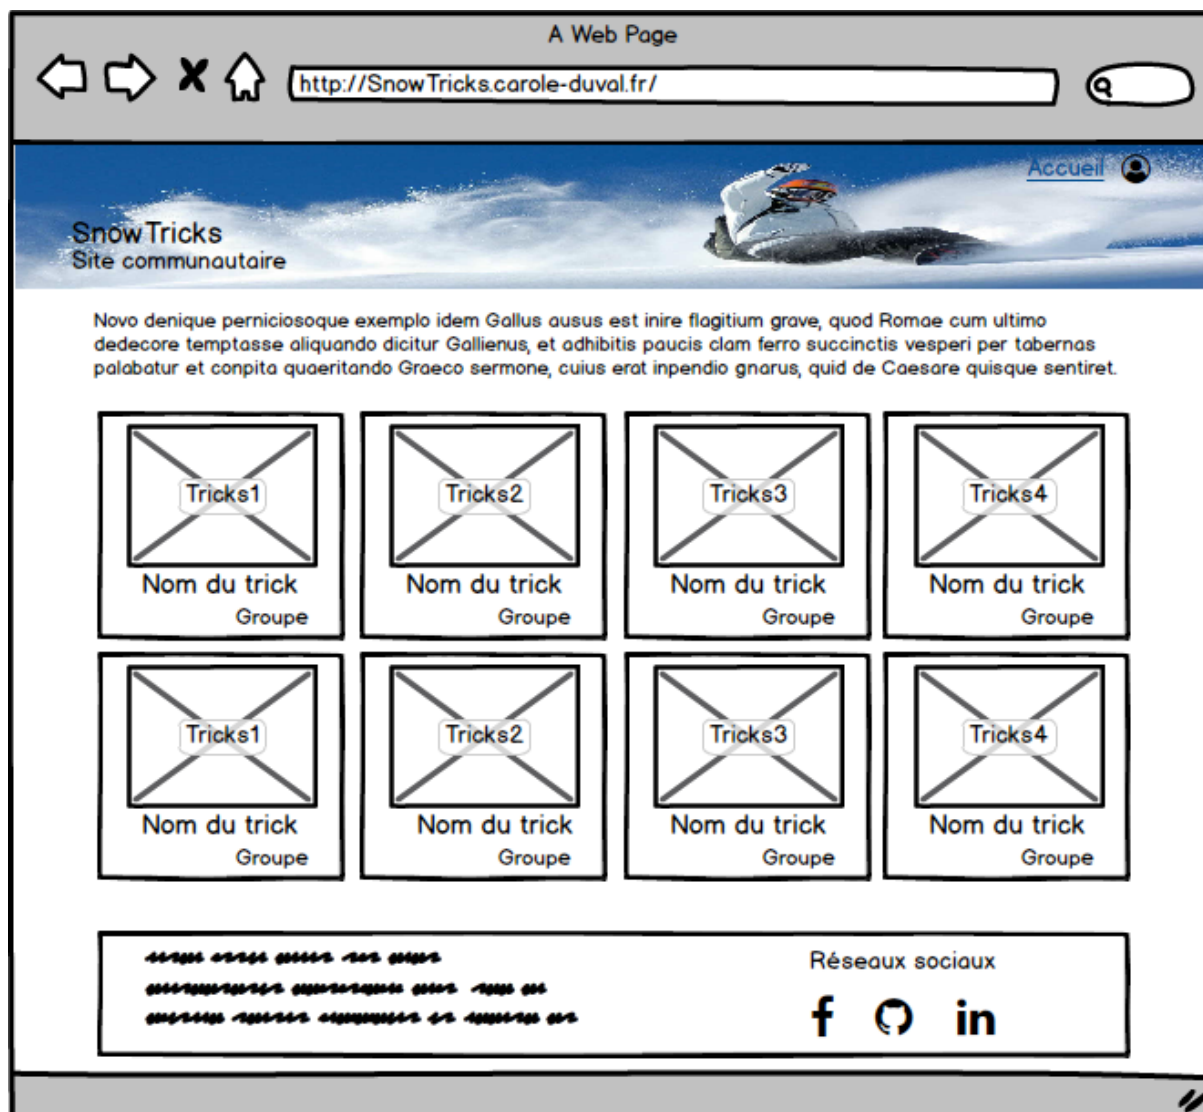 A Web Page
http://SnowTricks.carole-duval.fr/
Accueil
SnowTricks
Site communautaire
Novo denique perniciosoque exemplo idem Gallus ausus est inire flagitium grave, quod Romae cum ultimo
dedecore temptasse aliquando dicitur Gallienus, et adhibitis paucis clam ferro succinctis vesperi per tabernas
palabatur et conpita quaeritando Graeco sermone, cuius erat inpendio gnarus, quid de Caesare quisque sentiret.
Tricks1 Tricks2 Tricks3 Tricks4
Nom du trick Nom du trick Nom du trick Nom du trick
Groupe Groupe Groupe Groupe
Tricks1 Tricks2 Tricks3 Tricks4
Nom du trick Nom du trick Nom du trick Nom du trick
Groupe Groupe Groupe Groupe
Réseaux sociaux
f in